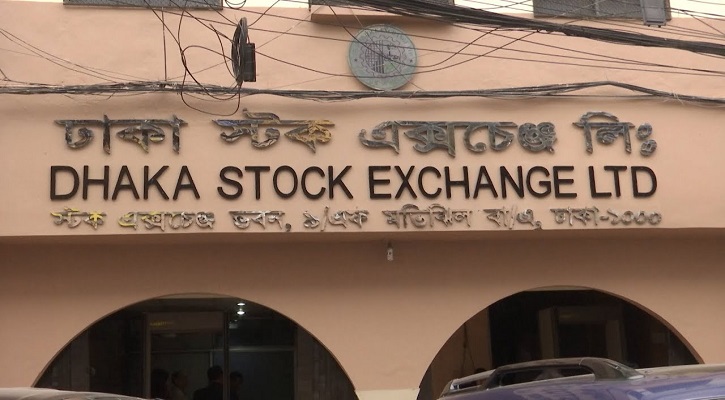 ঢাকা স্টক এক্সচেঞ্জ লিঃ
DHAKA STOCK EXCHANGE LTD
স্টক এক্সচেঞ্জ ভবন, ৯/এফ মতিঝিল বা/এ, ঢাকা-১০০০